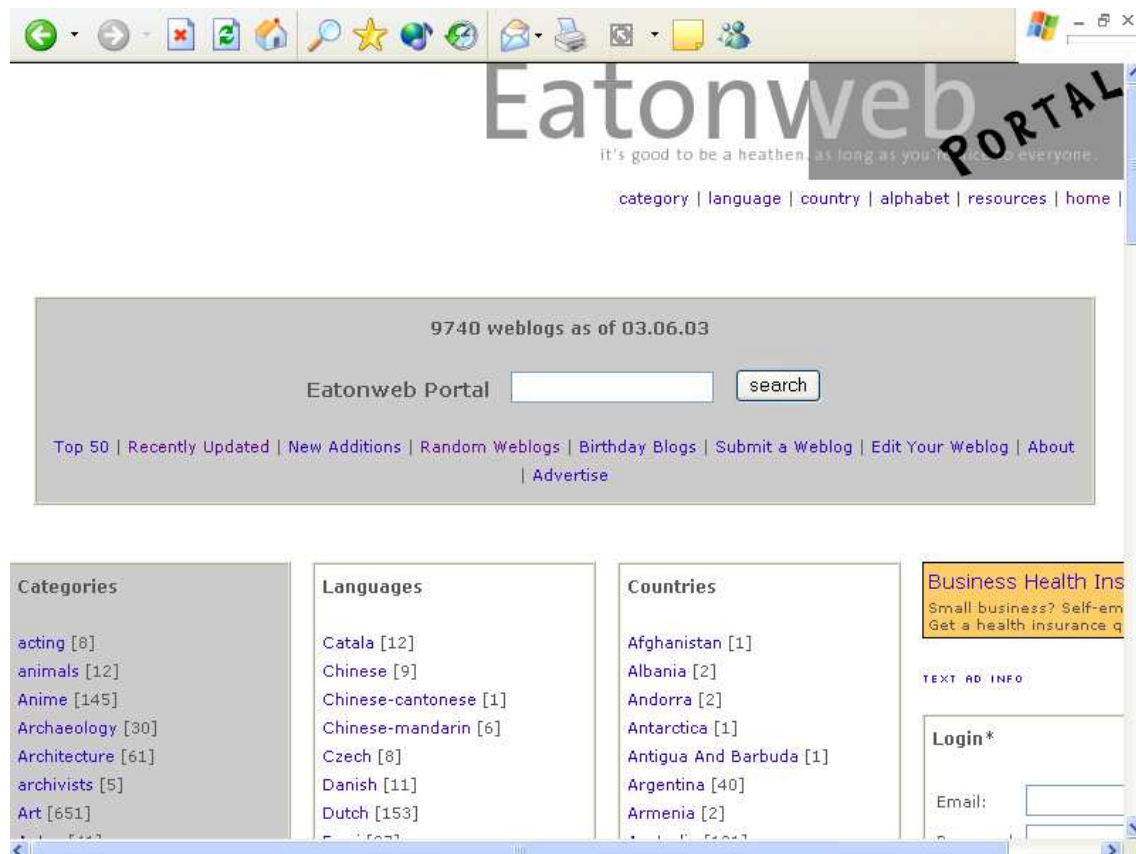 Eatonweb
PORTAL
it's good to be a heathen, as long as you're nice to everyone.
category | language | country | alphabet | resources | home |
9740 weblogs as of 03.06.03
Eatonweb Portal
search
Top 50 | Recently Updated | New Additions | Random Weblogs | Birthday Blogs | Submit a Weblog | Edit Your Weblog | About
| Advertise
Categories
acting [8]
animals [12]
Anime [145]
Archaeology [30]
Architecture [61]
archivists [5]
Art [651]
Languages
Catala [12]
Chinese [9]
Chinese-cantonese [1]
Chinese-mandarin [6]
Czech [8]
Danish [11]
Dutch [153]
Countries
Afghanistan [1]
Albania [2]
Andorra [2]
Antarctica [1]
Antigua And Barbuda [1]
Argentina [40]
Armenia [2]
Business Health Ins
Small business? Self-em
Get a health insurance q
TEXT AD INFO
Login*
Email: